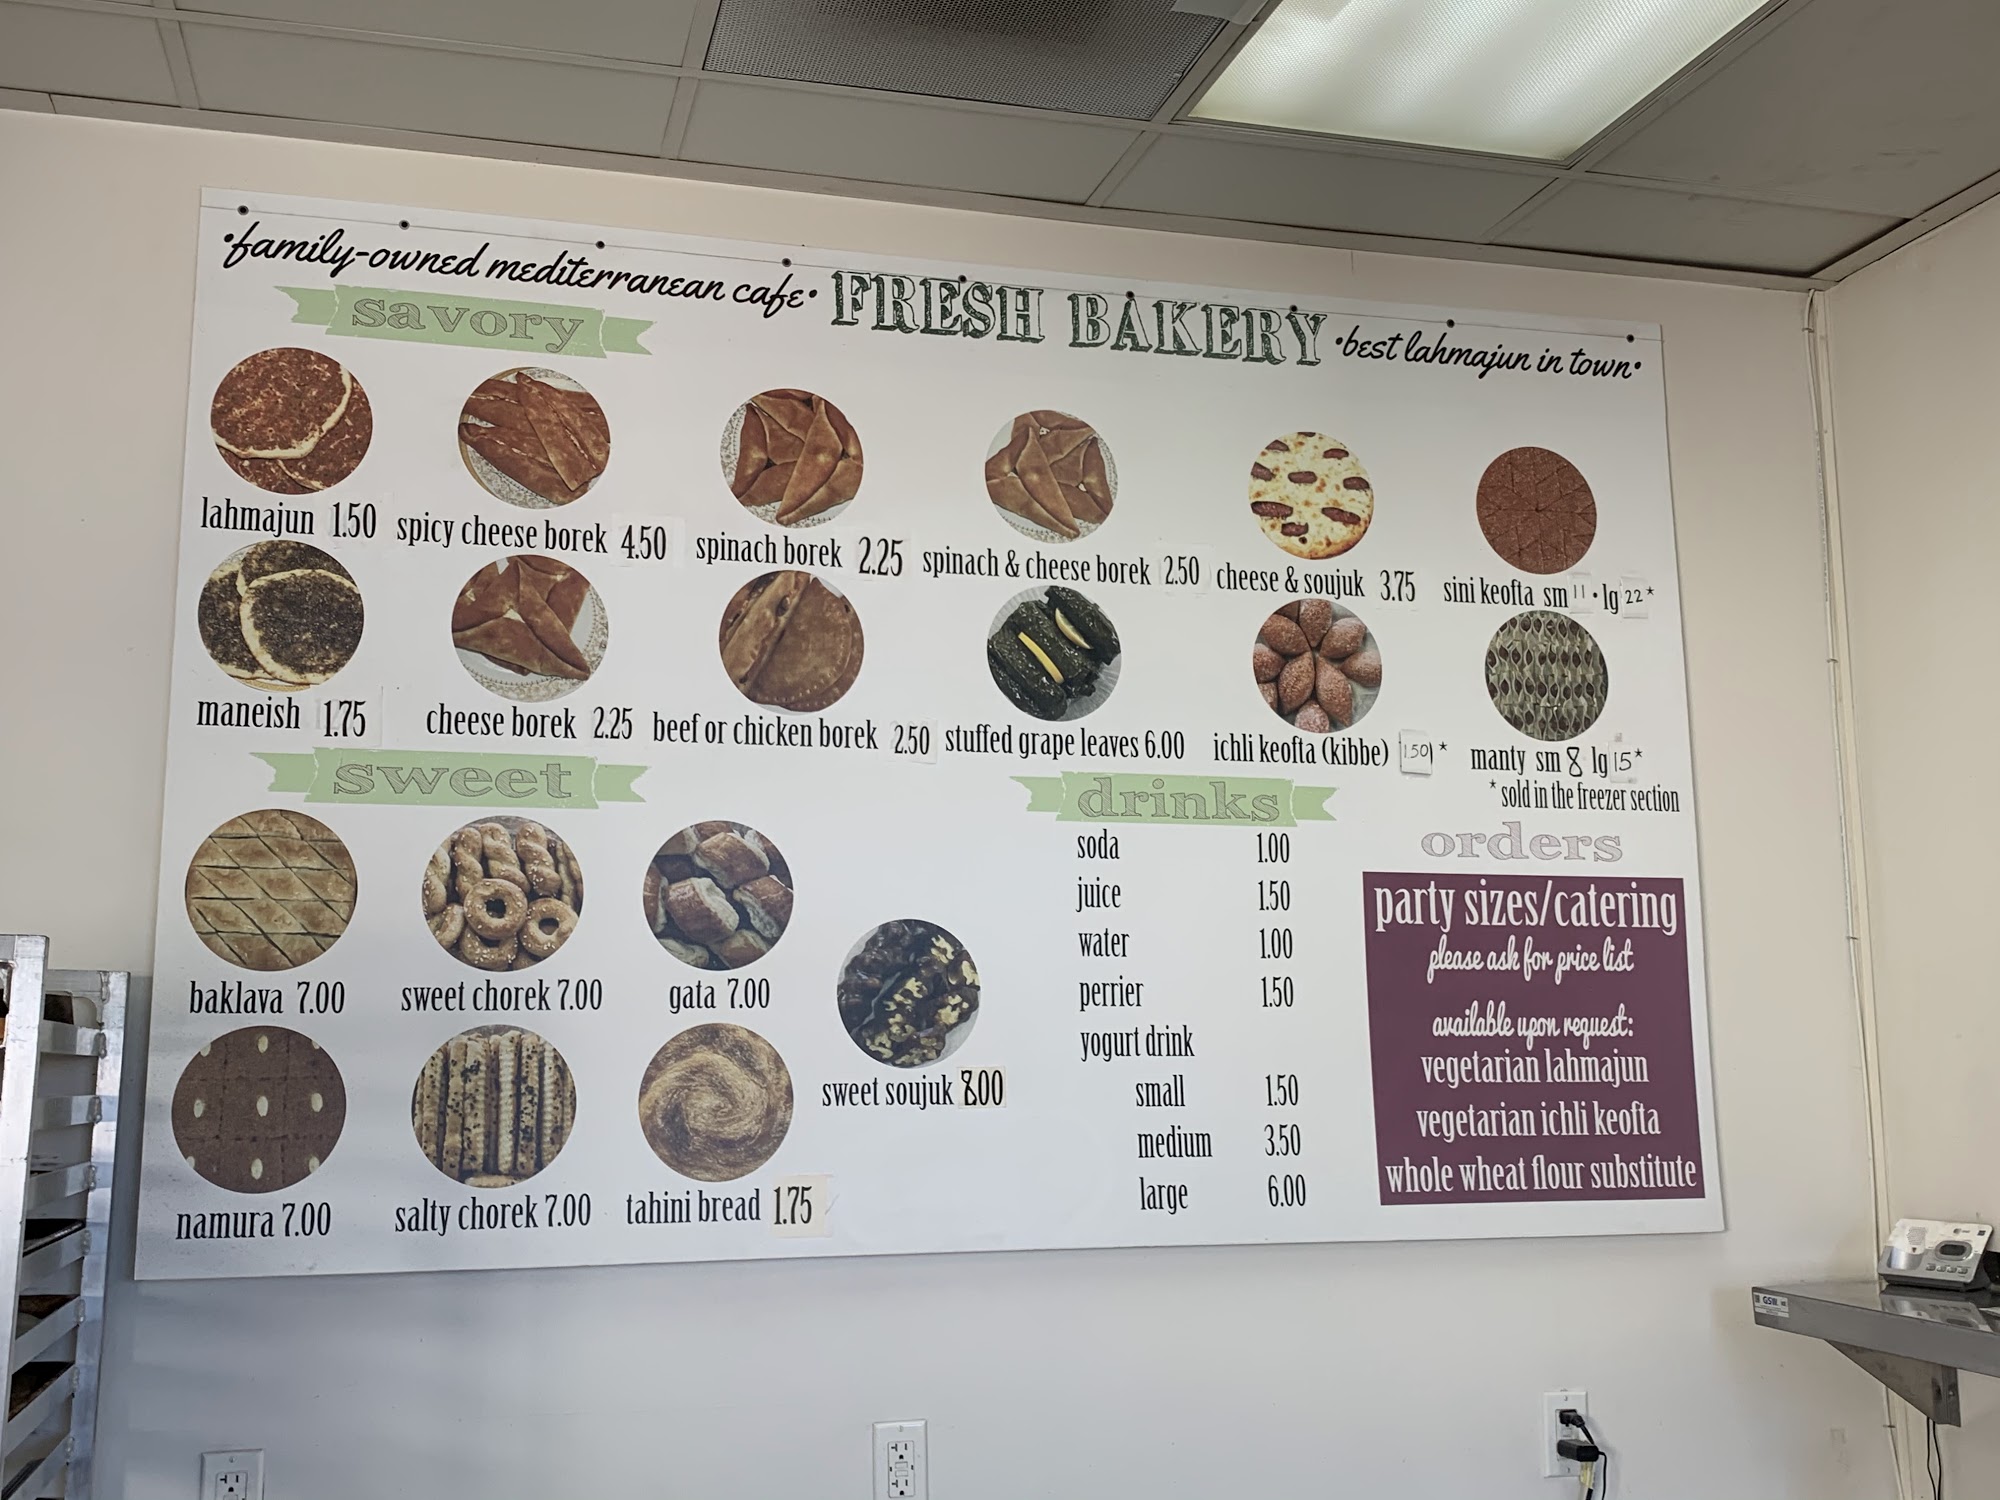 •family-owned mediterranean cafe• FRESH BAKERY •best lahmajun in town•
savory
lahmajun 1.50 spicy cheese borek 4.50 spinach borek 2.25 spinach & cheese borek 2.50 cheese & soujuk 3.75 sini keofta sm 11 • lg 22*
maneish 1.75 cheese borek 2.25 beef or chicken borek 2.50 stuffed grape leaves 6.00 ichli keofta (kibbe) 1.50 * manty sm 8 lg 15*
* sold in the freezer section
sweet
baklava 7.00 sweet chorek 7.00 gata 7.00
sweet soujuk 8.00
namura 7.00 salty chorek 7.00 tahini bread 1.75
drinks
soda 1.00
juice 1.50
water 1.00
perrier 1.50
yogurt drink
small 1.50
medium 3.50
large 6.00
orders
party sizes/catering
please ask for price list
available upon request:
vegetarian lahmajun
vegetarian ichli keofta
whole wheat flour substitute
GSW